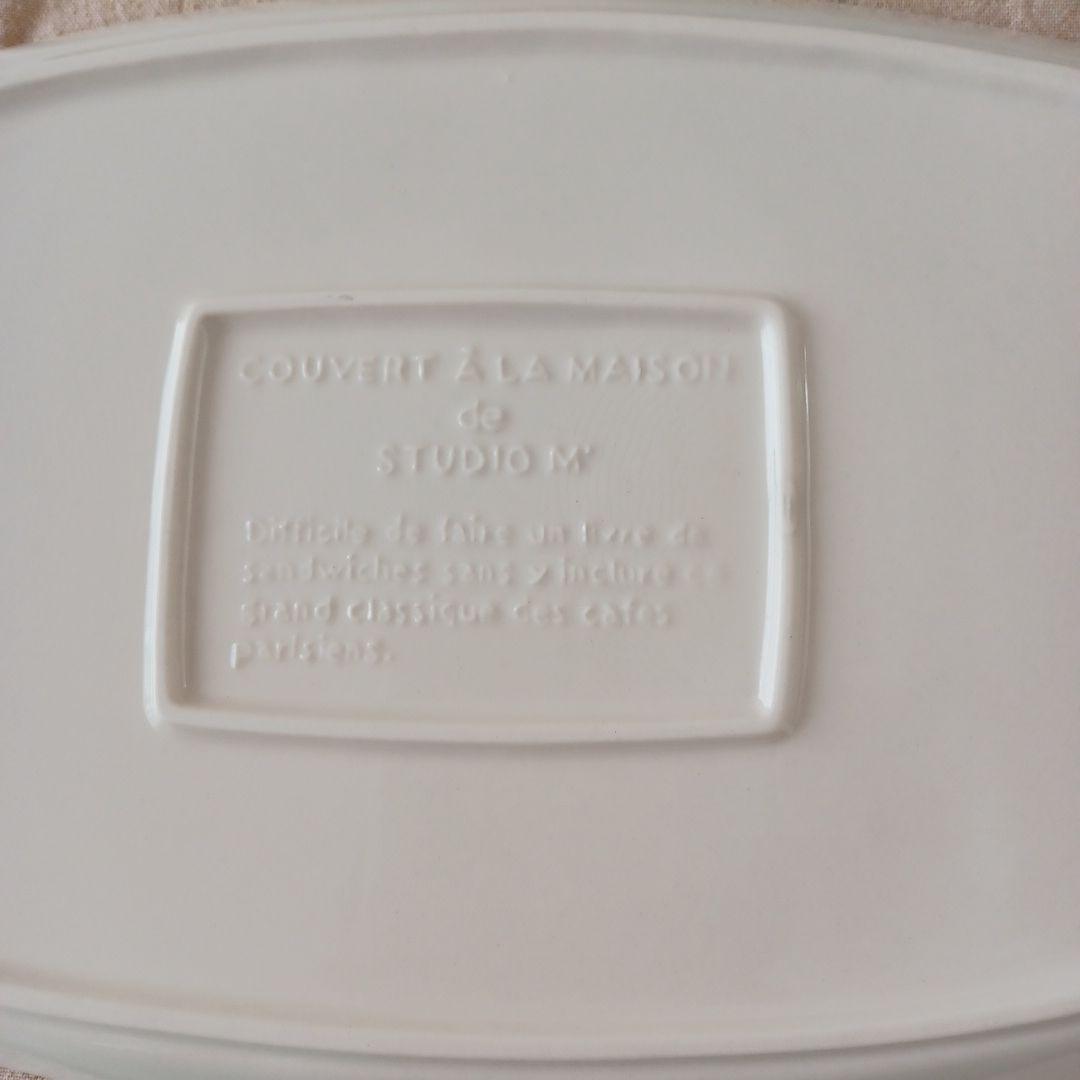 COUVERT À LA MAISON
de
STUDIO M'
Difficile de faire un livre de
sandwiches sans y inclure ce
grand classique des cafés
parisiens.